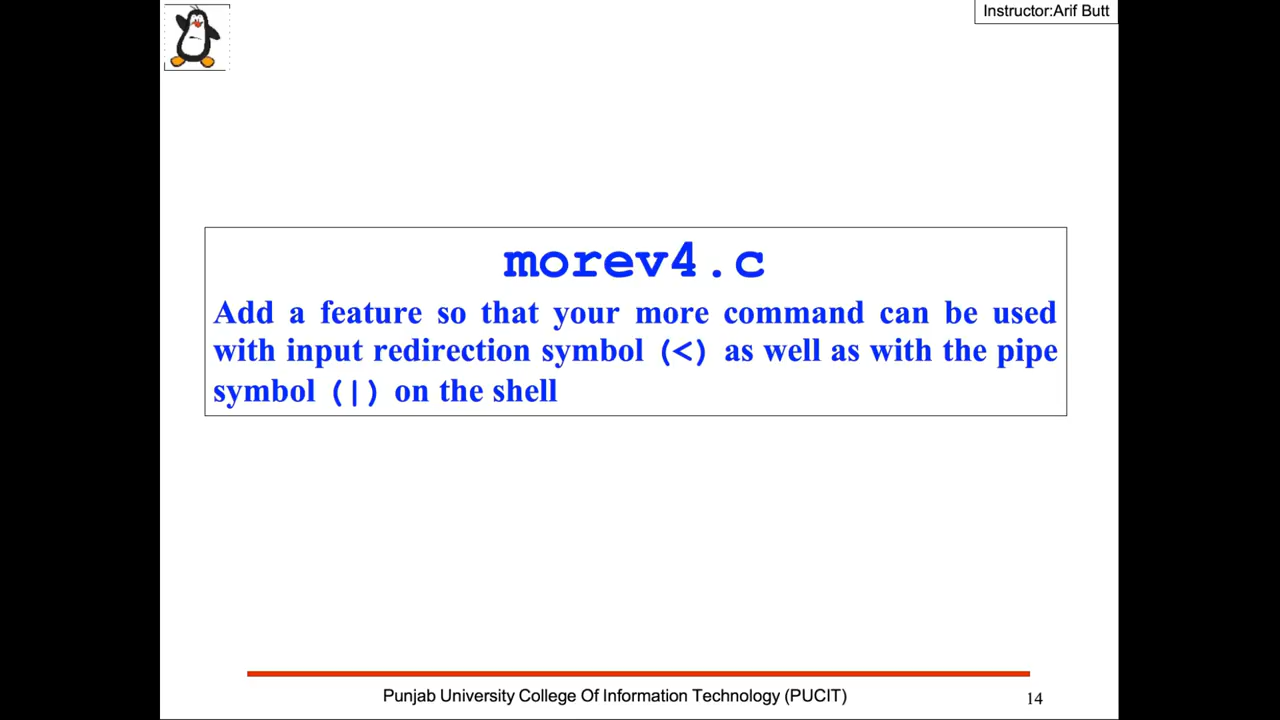 Instructor:Arif Butt
morev4.c
Add a feature so that your more command can be used
with input redirection symbol (<) as well as with the pipe
symbol (|) on the shell
Punjab University College Of Information Technology (PUCIT)
14